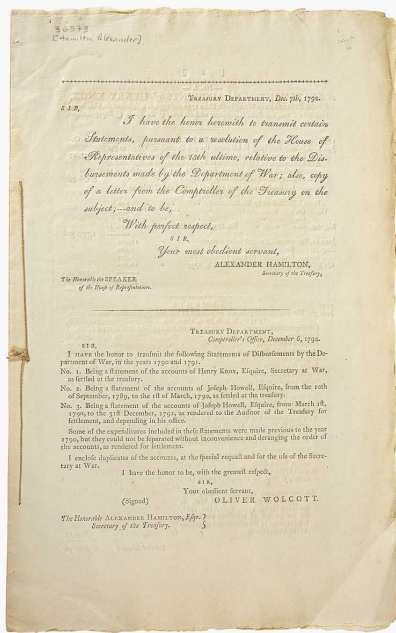 36573
[Hamilton, Alexander]
TREASURY DEPARTMENT, Dec. 7th, 1792.
SIR,
I have the honor herewith to transmit certain
Statements, pursuant to a resolution of the House of
Representatives of the 13th ultimo, relative to the Dis-
bursements made by the Department of War; also, copy
of a letter from the Comptroller of the Treasury on the
subject;---and to be,
With perfect respect,
SIR,
Your most obedient servant,
ALEXANDER HAMILTON,
Secretary of the Treasury,
The Honorable the SPEAKER
of the House of Representatives.
TREASURY DEPARTMENT,
Comptroller's Office, December 6, 1792.
SIR,
I HAVE the honor to transmit the following Statements of Disbursements by the De-
partment of War, in the years 1790 and 1791.
No. 1. Being a statement of the accounts of Henry Knox, Esquire, Secretary at War,
as settled at the treasury.
No. 2. Being a statement of the accounts of Joseph Howell, Esquire, from the 10th
of September, 1789, to the 1st of March, 1790, as settled at the treasury.
No. 3. Being a statement of the accounts of Joseph Howell, Esquire, from March 1st,
1790, to the 31st December, 1791, as rendered to the Auditor of the Treasury for
settlement, and depending in his office.
Some of the expenditures included in these statements were made previous to the year
1790, but they could not be separated without inconvenience and deranging the order of
the accounts, as rendered for settlement.
I enclose duplicates of the accounts, at the special request and for the use of the Secre-
tary at War.
I have the honor to be, with the greatest respect,
SIR,
Your obedient servant,
(Signed) OLIVER WOLCOTT.
The Honorable ALEXANDER HAMILTON, Esqr.
Secretary of the Treasury.